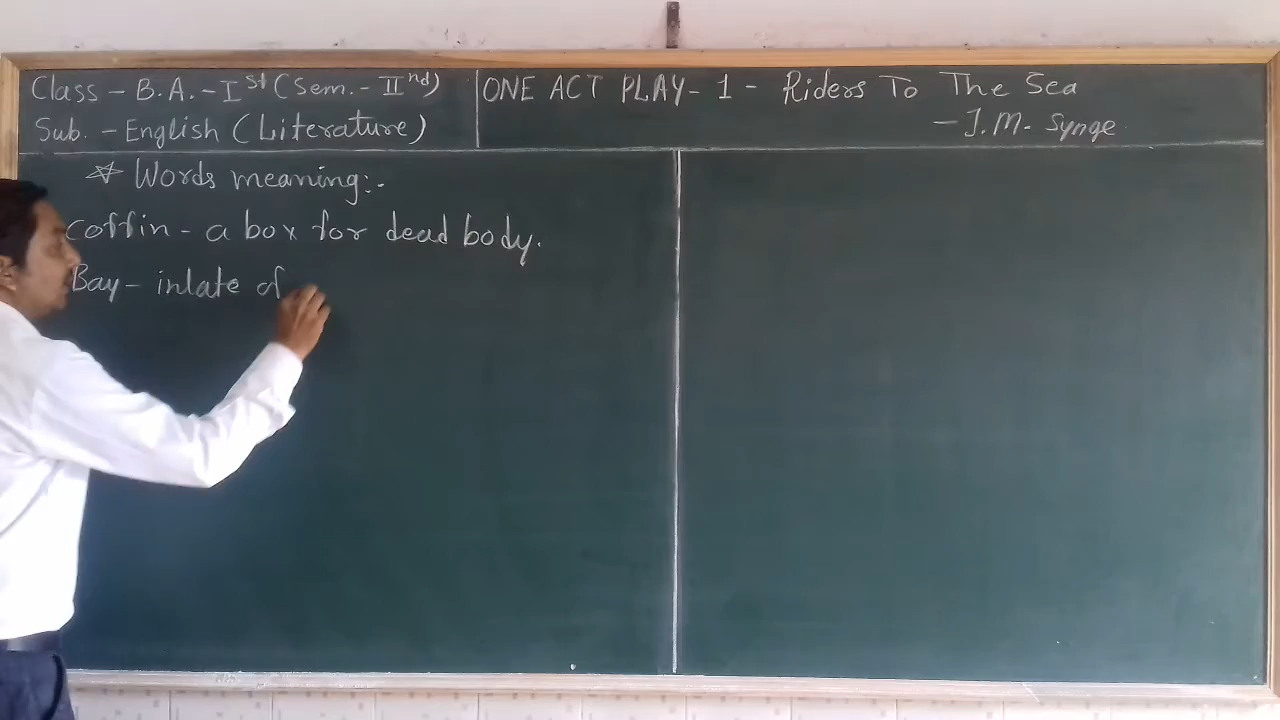 Class - B.A. - Ist (Sem. - IInd)
Sub. - English (Literature)
ONE ACT PLAY - 1 - Riders To The Sea
- J.M. Synge
Words meaning:-
coffin - a box for dead body.
Bay - inlate of